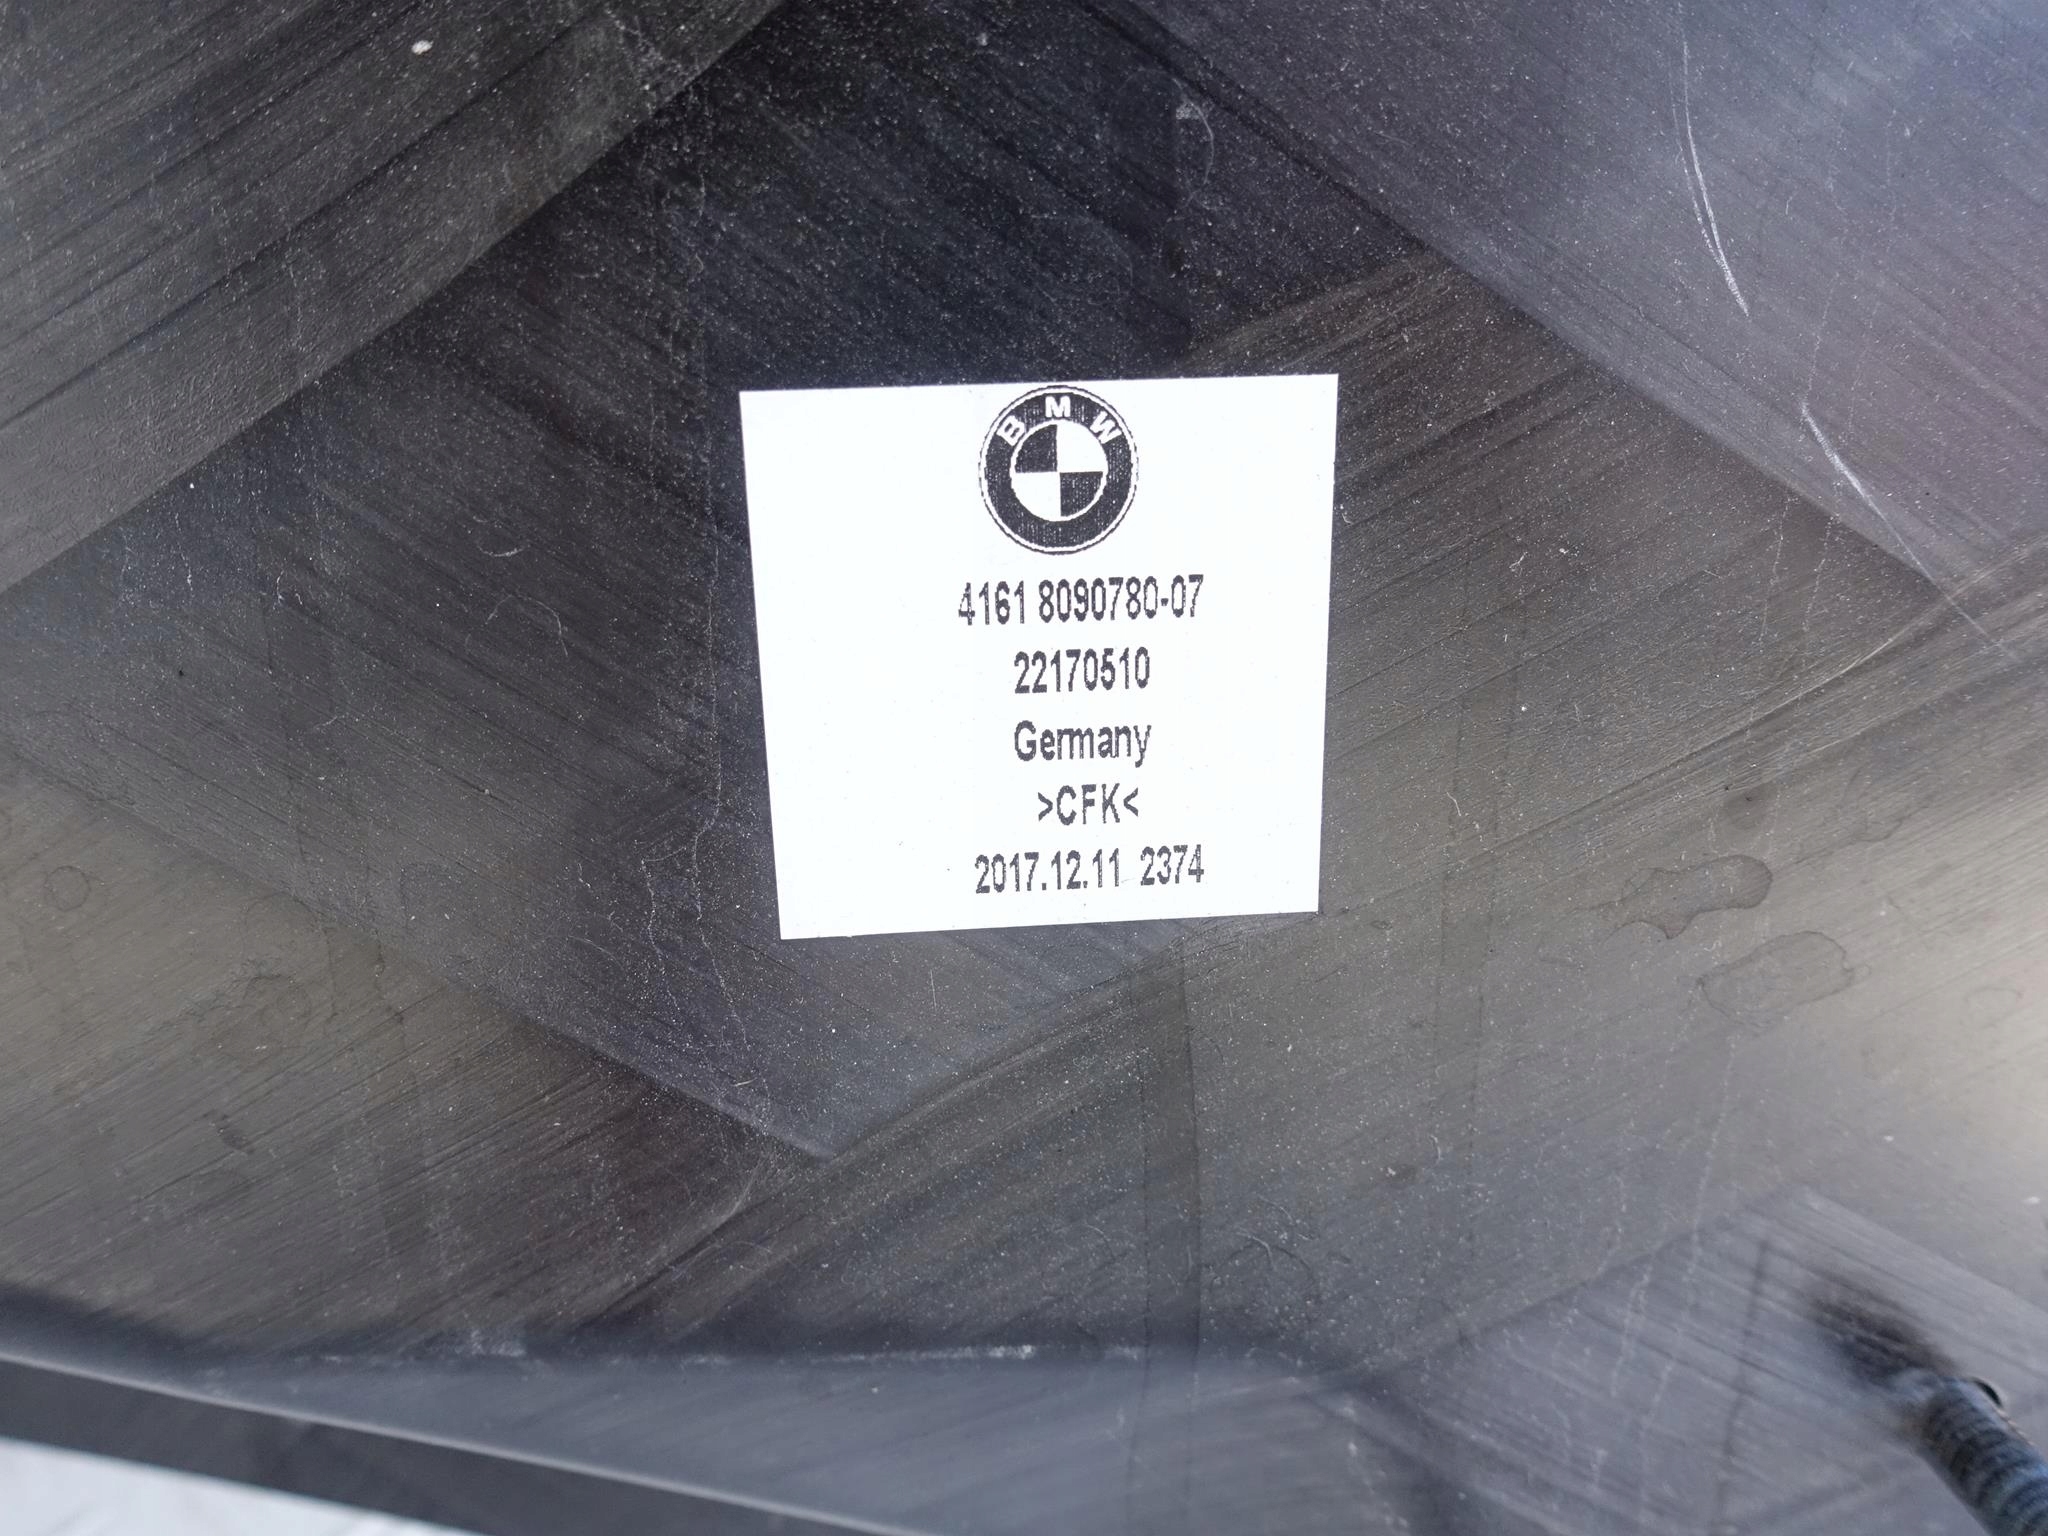 BMW
4161 8090780-07
22170510
Germany
>CFK<
2017.12.11 2374